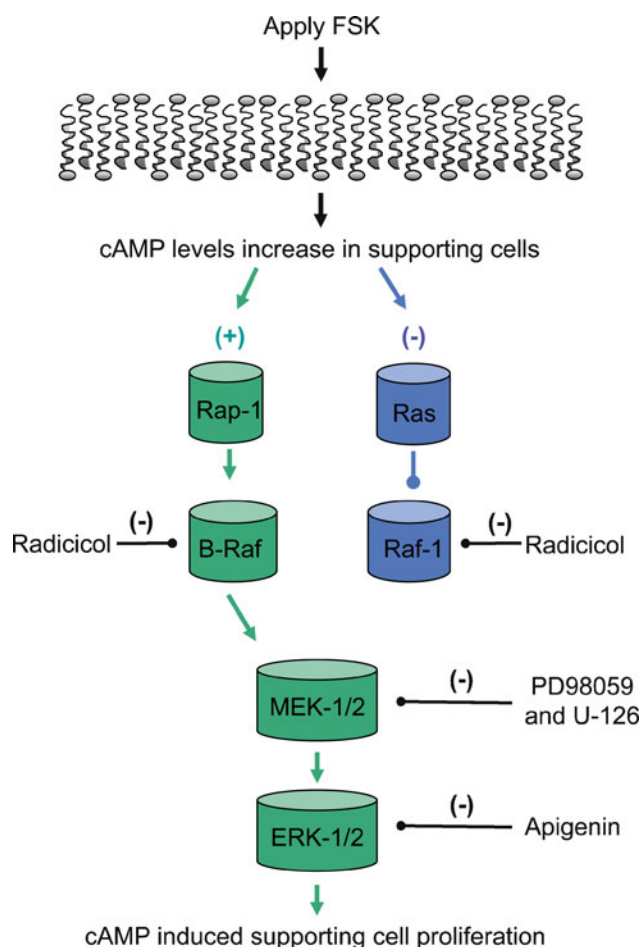 Apply FSK
cAMP levels increase in supporting cells
(+)
(-)
Rap-1
Ras
(-)
(-)
Radicicol
B-Raf
Raf-1
Radicicol
(-)
PD98059
MEK-1/2
and U-126
(-)
ERK-1/2
Apigenin
cAMP induced supporting cell proliferation